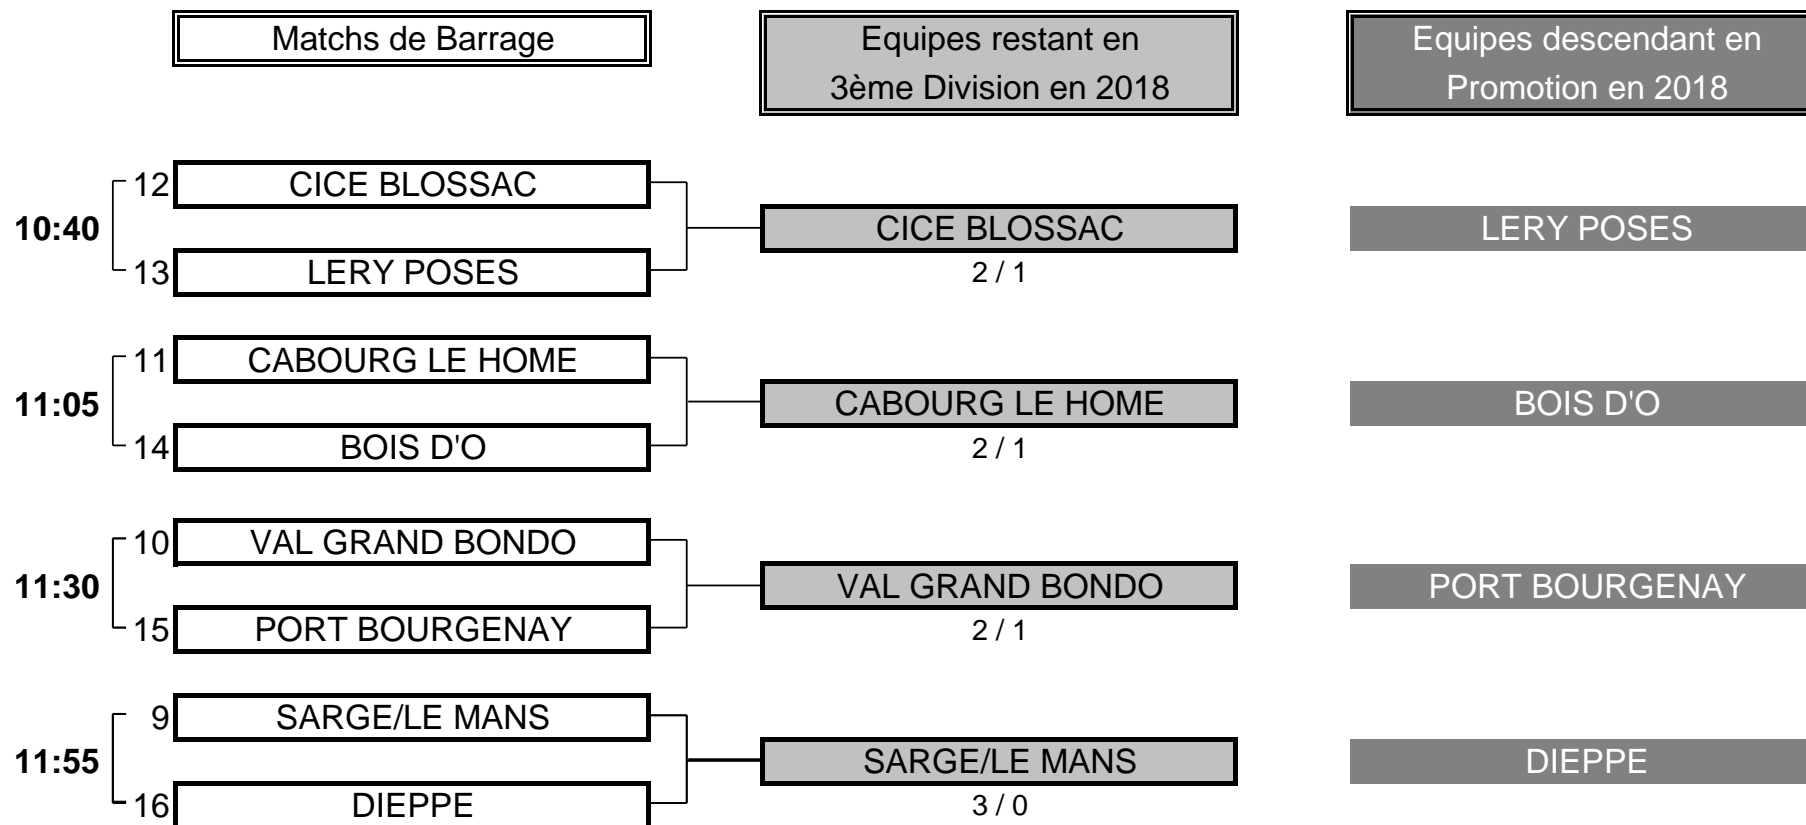 Matchs de Barrage
Equipes restant en
3ème Division en 2018
Equipes descendant en
Promotion en 2018
12 CICE BLOSSAC
10:40 CICE BLOSSAC LERY POSES
13 LERY POSES 2 / 1
11 CABOURG LE HOME
11:05 CABOURG LE HOME BOIS D'O
14 BOIS D'O 2 / 1
10 VAL GRAND BONDO
11:30 VAL GRAND BONDO PORT BOURGENAY
15 PORT BOURGENAY 2 / 1
9 SARGE/LE MANS
11:55 SARGE/LE MANS DIEPPE
16 DIEPPE 3 / 0